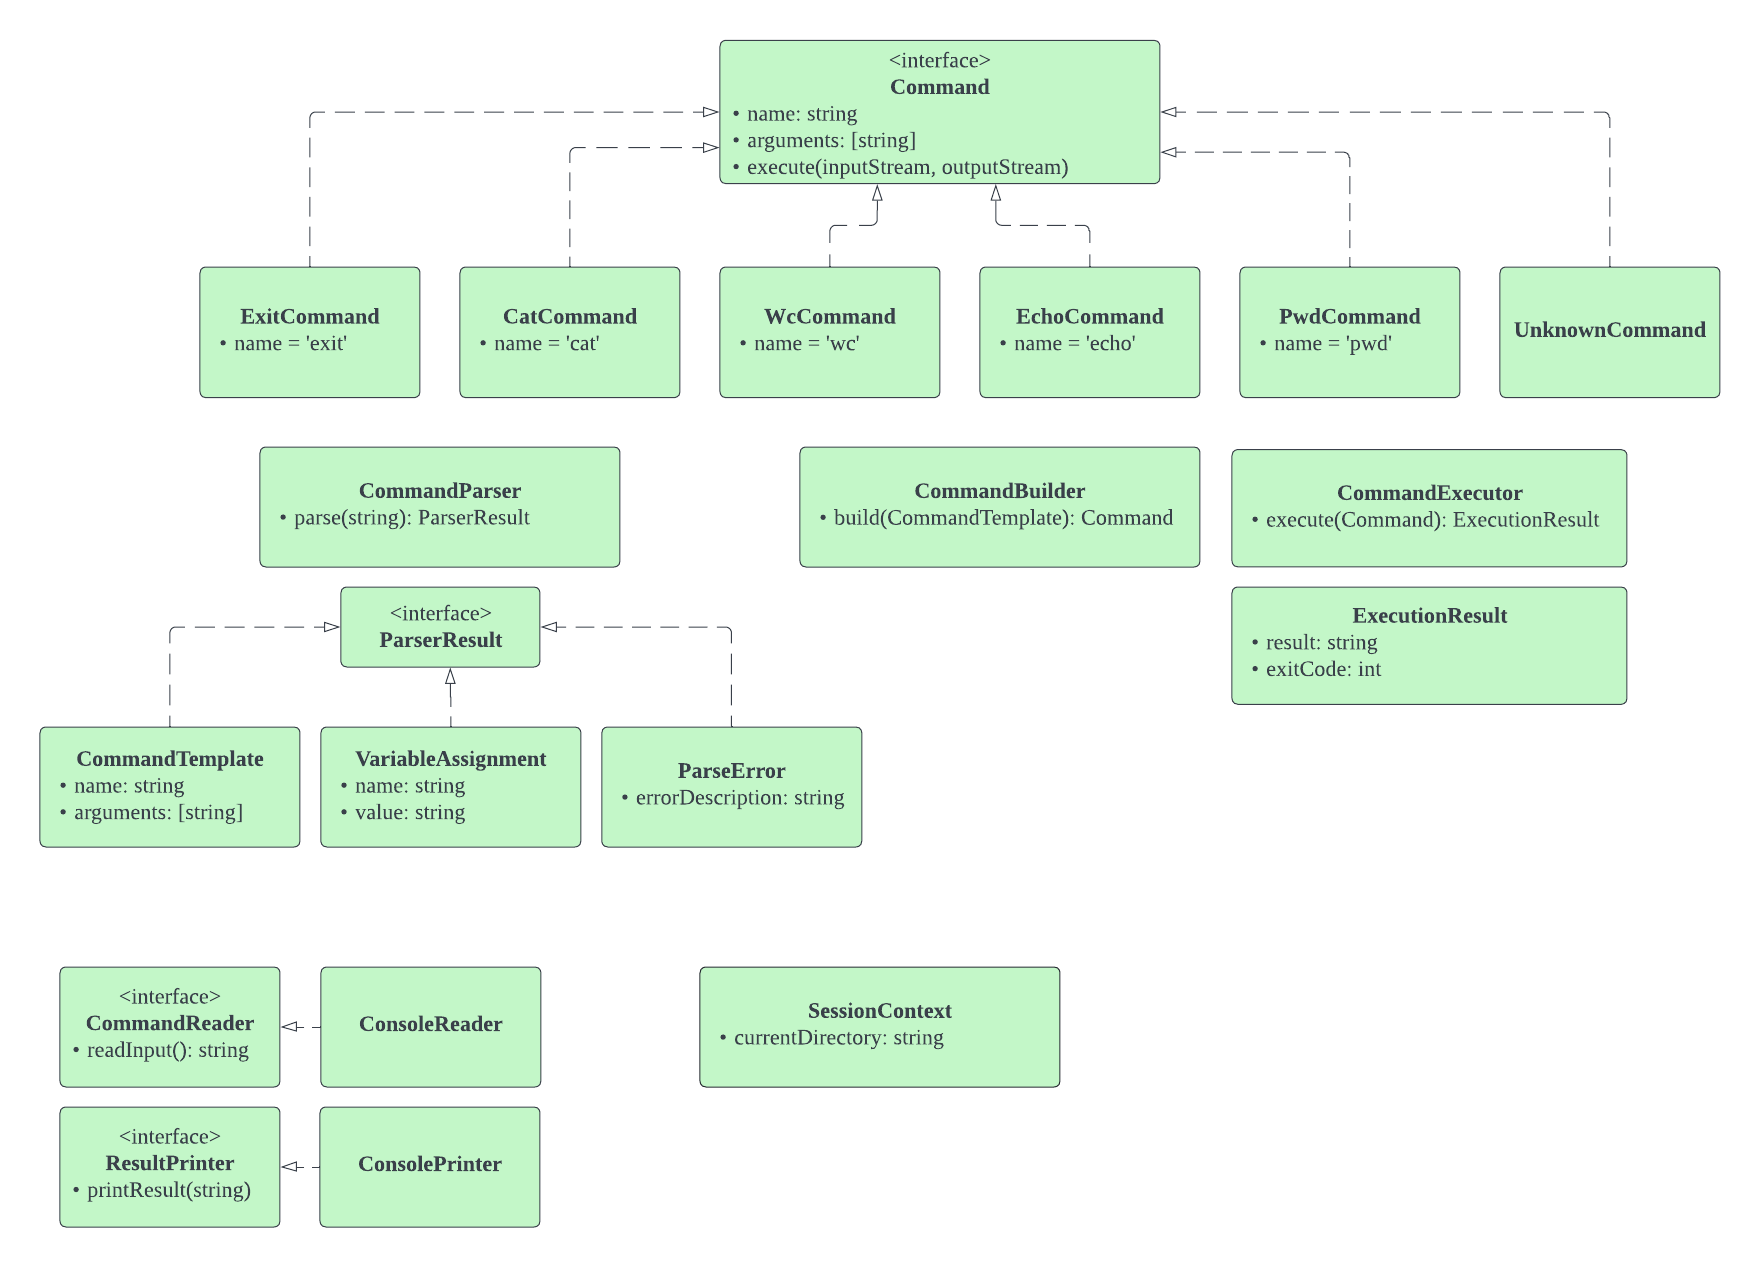 <interface>
Command
• name: string
• arguments: [string]
• execute(inputStream, outputStream)
ExitCommand
• name = 'exit'
CatCommand
• name = 'cat'
WcCommand
• name = 'wc'
EchoCommand
• name = 'echo'
PwdCommand
• name = 'pwd'
UnknownCommand
CommandParser
• parse(string): ParserResult
CommandBuilder
• build(CommandTemplate): Command
CommandExecutor
• execute(Command): ExecutionResult
<interface>
ParserResult
ExecutionResult
• result: string
• exitCode: int
CommandTemplate
• name: string
• arguments: [string]
VariableAssignment
• name: string
• value: string
ParseError
• errorDescription: string
<interface>
CommandReader
• readInput(): string
ConsoleReader
SessionContext
• currentDirectory: string
<interface>
ResultPrinter
• printResult(string)
ConsolePrinter